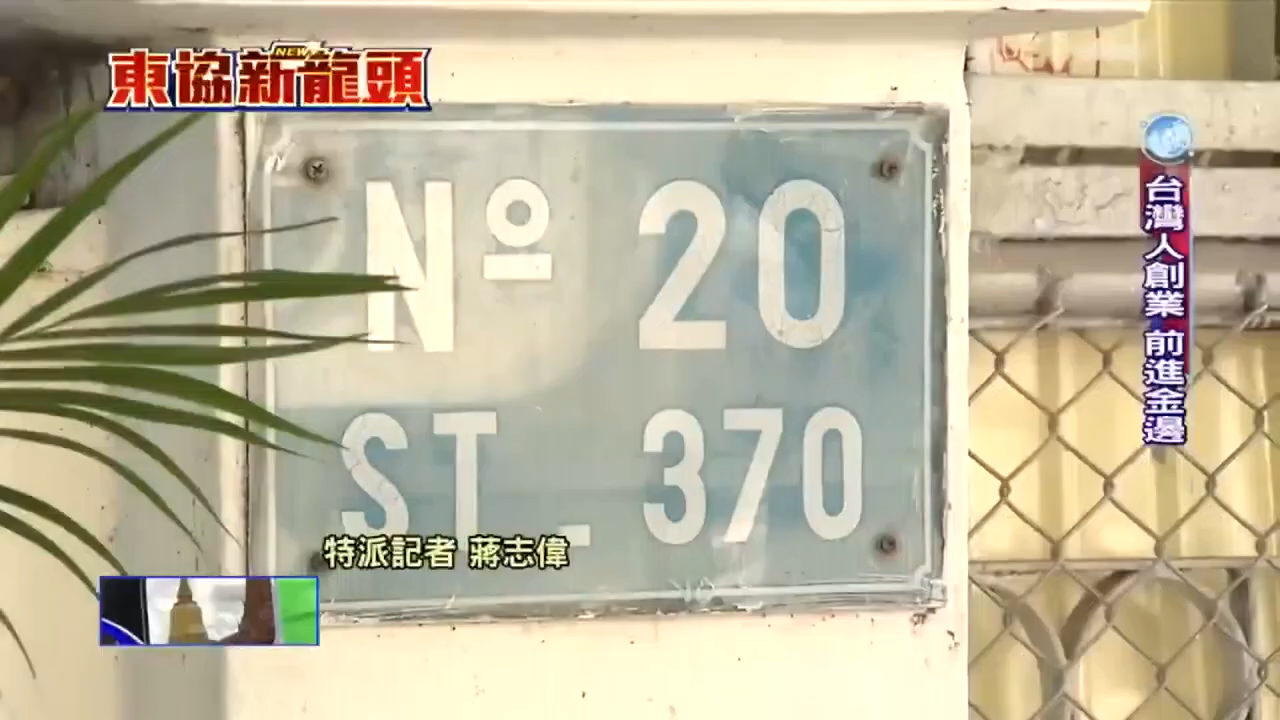 NEW
東協新龍頭
台灣人創業 前進金邊
Nº 20
ST_ 370
特派記者 蔣志偉